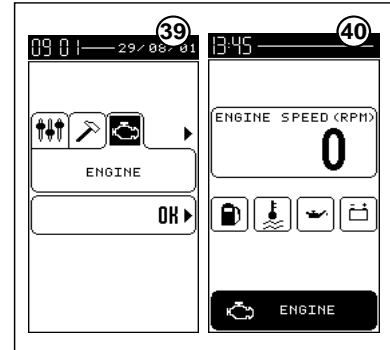 39
09 01 29/08/01
ENGINE
OK
40
13:45
ENGINE SPEED (RPM)
0
ENGINE